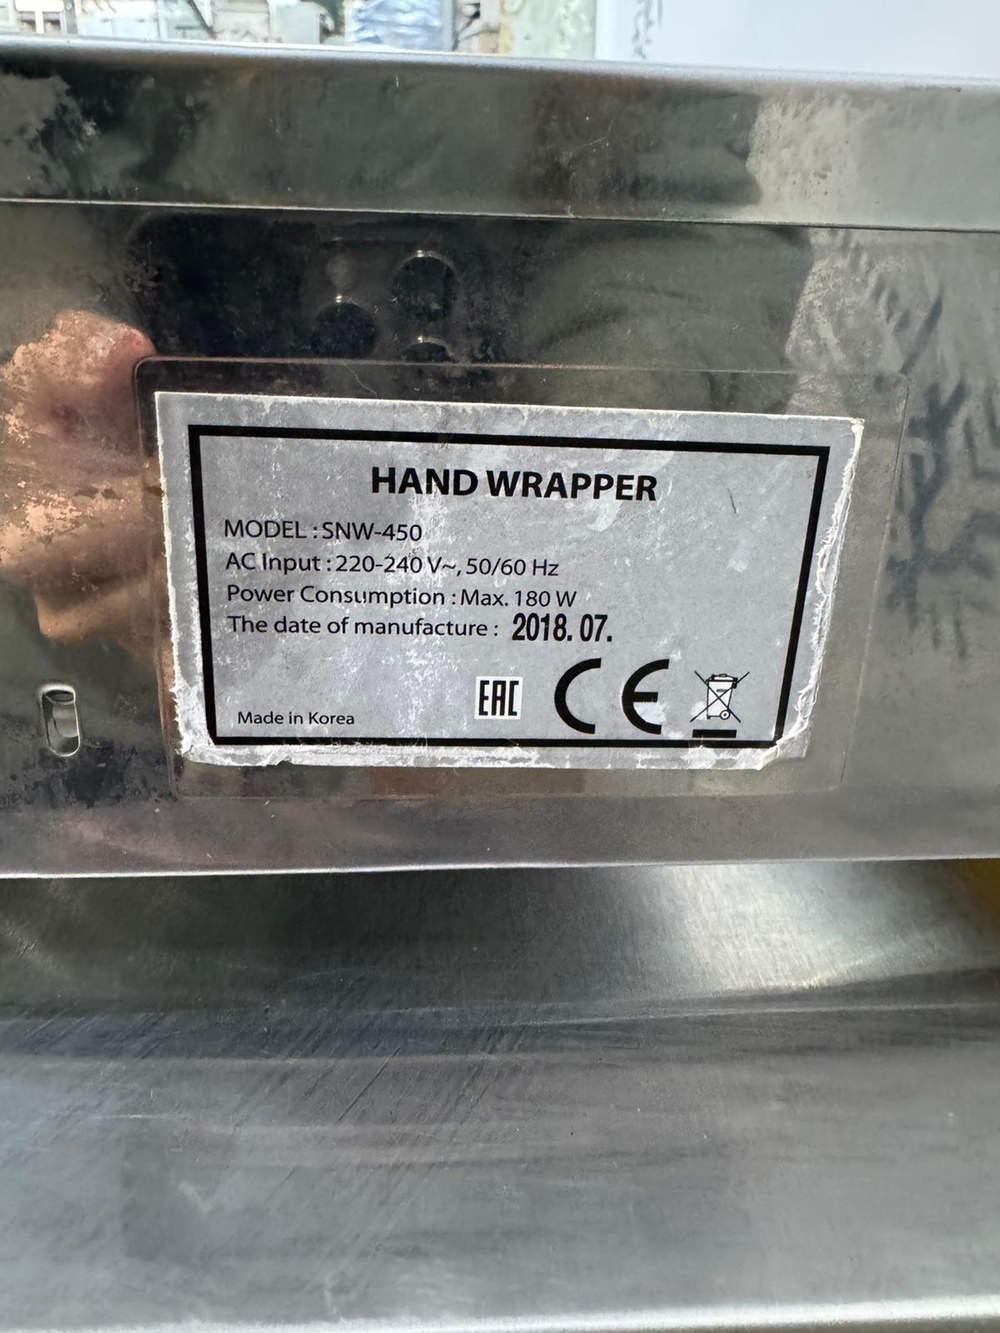 HAND WRAPPER
MODEL : SNW-450
AC Input : 220-240 V~, 50/60 Hz
Power Consumption : Max. 180 W
The date of manufacture : 2018. 07.
EAC CE
Made in Korea